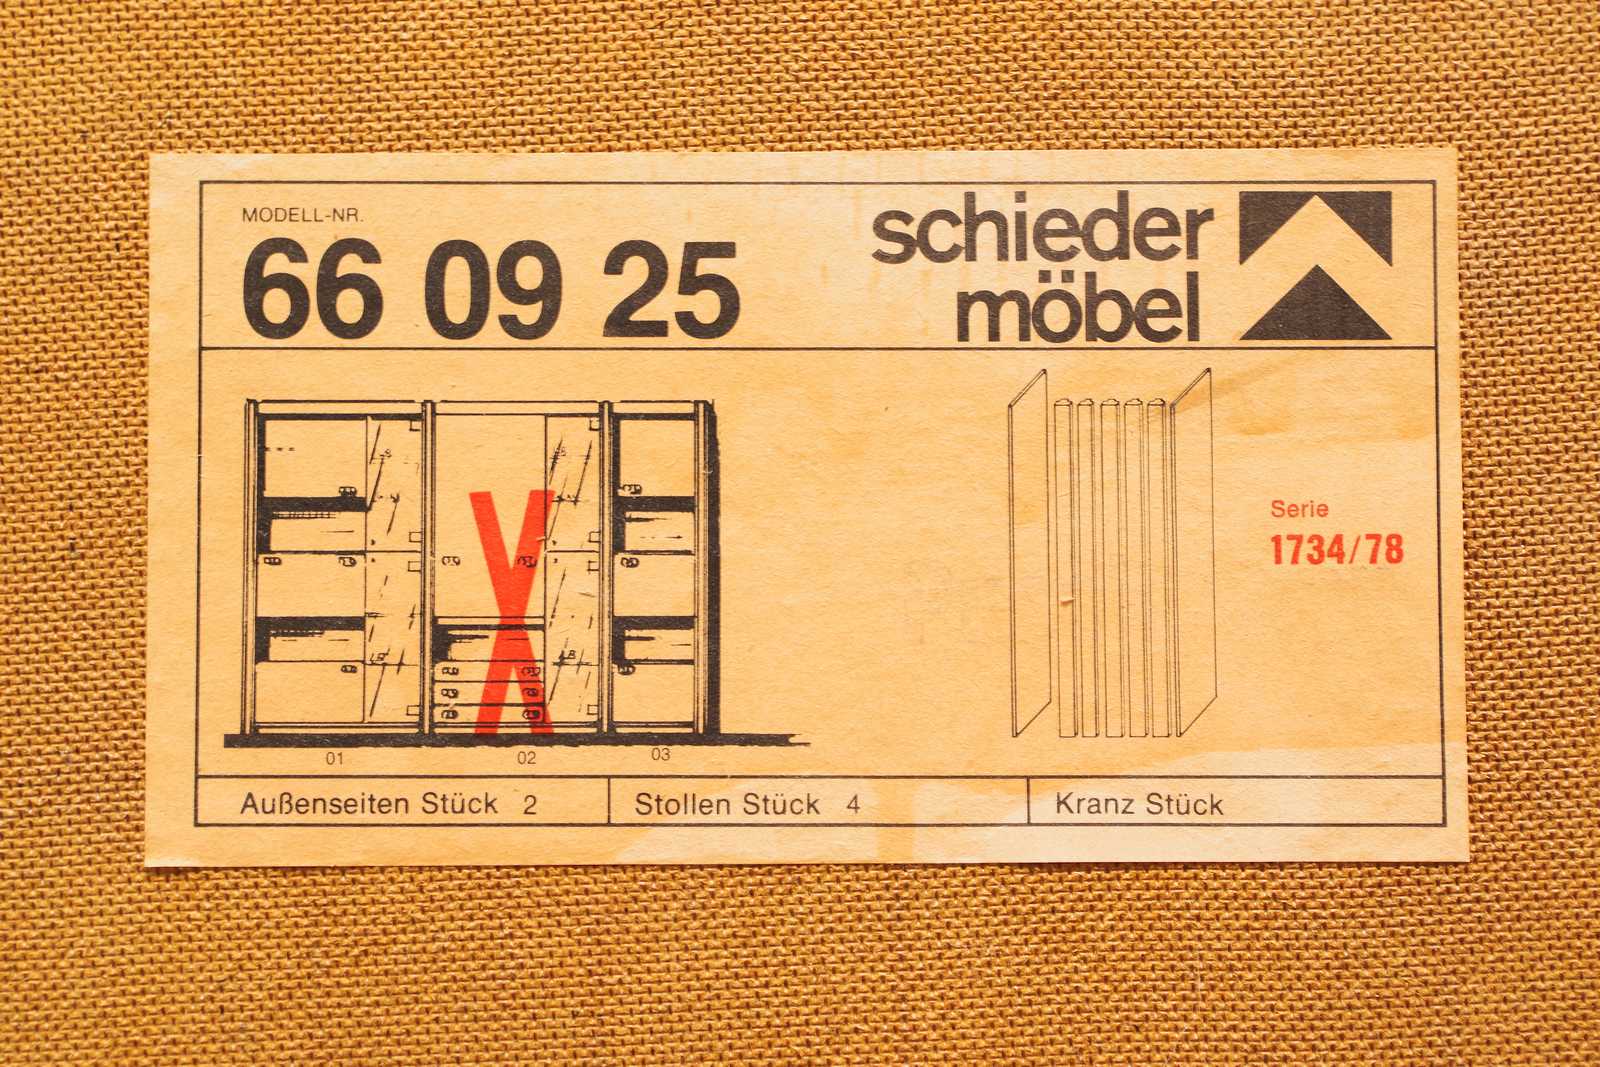 MODELL-NR.
66 09 25
schieder
möbel
Serie
1734/78
01
02
03
Außenseiten Stück 2
Stollen Stück 4
Kranz Stück